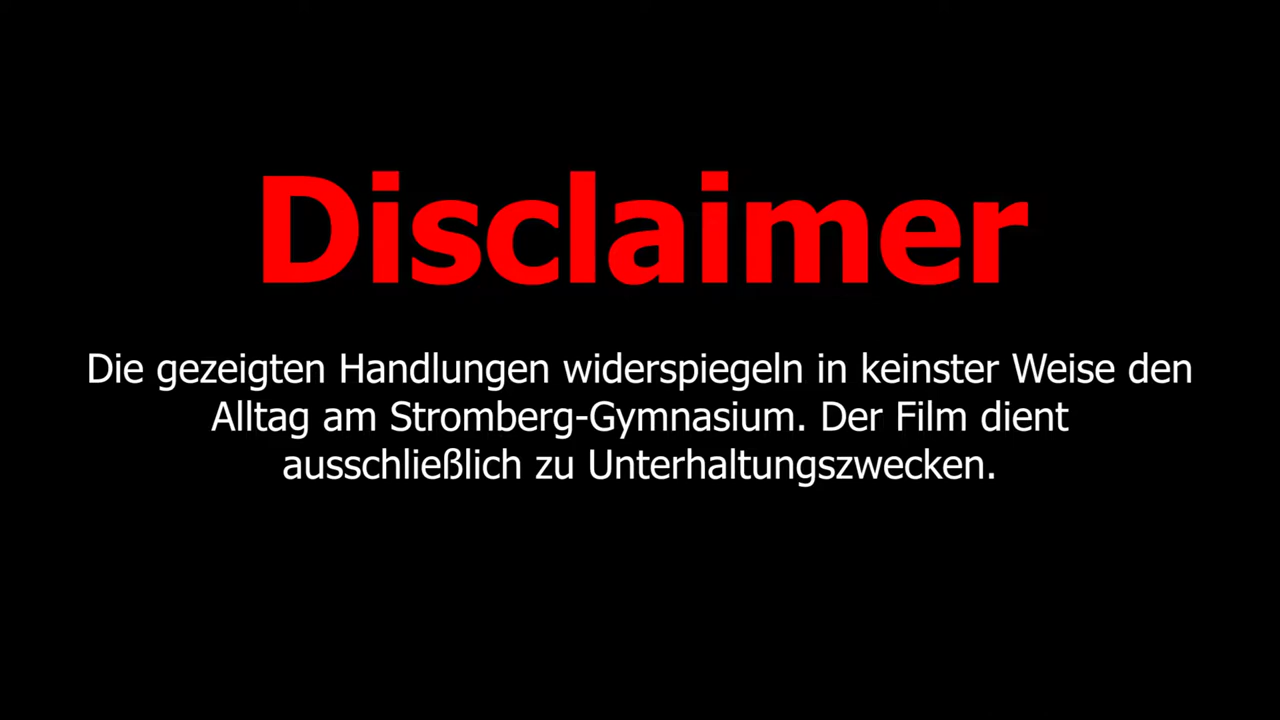 Disclaimer
Die gezeigten Handlungen widerspiegeln in keinster Weise den
Alltag am Stromberg-Gymnasium. Der Film dient
ausschließlich zu Unterhaltungszwecken.